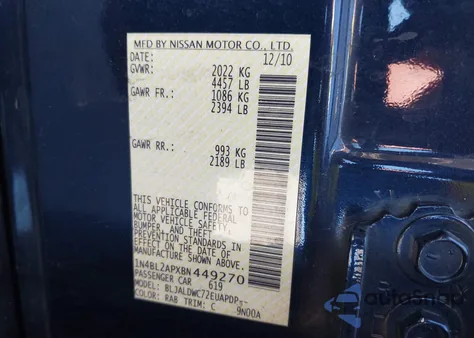 MFD BY NISSAN MOTOR CO., LTD.
DATE: 12/10
GVWR: 2022 KG
4457 LB
GAWR FR.: 1086 KG
2394 LB
GAWR RR.: 993 KG
2189 LB
THIS VEHICLE CONFORMS TO
ALL APPLICABLE FEDERAL
MOTOR VEHICLE SAFETY,
BUMPER, AND THEFT
PREVENTION STANDARDS IN
EFFECT ON THE DATE OF
MANUFACTURE SHOWN ABOVE.
1N4BL2APXBN 449270
PASSENGER CAR 619
MODEL: BLJALDWC72EUAPDP3-
COLOR: RAB TRIM: C 9N00A
AutoSnap